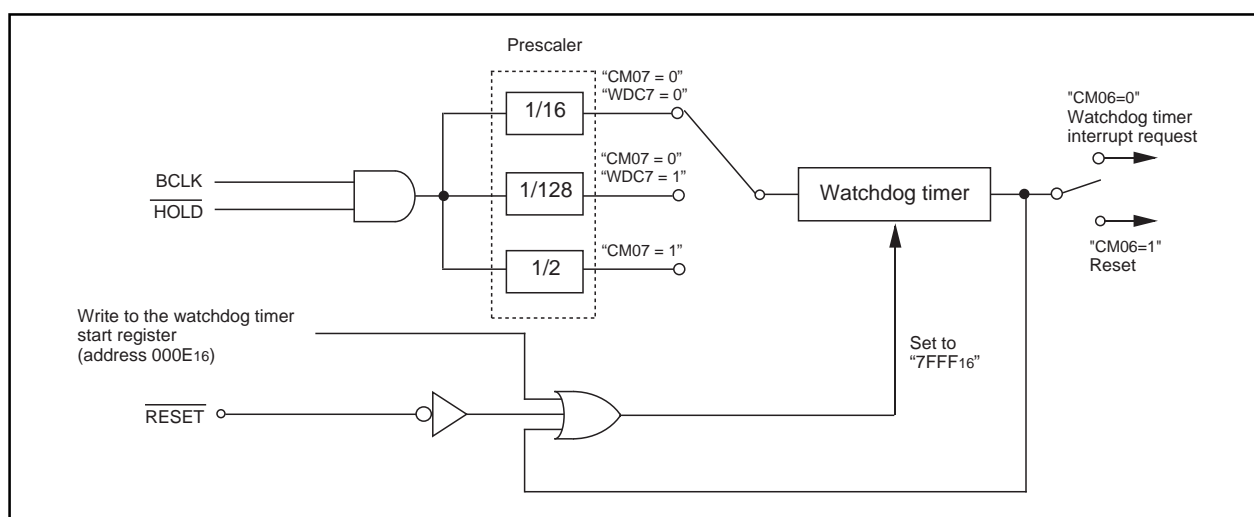 Prescaler
“CM07 = 0”
“WDC7 = 0”
1/16
"CM06=0"
Watchdog timer
interrupt request
BCLK
HOLD
“CM07 = 0”
“WDC7 = 1”
1/128
Watchdog timer
“CM07 = 1”
1/2
"CM06=1"
Reset
Write to the watchdog timer
start register
(address 000E16)
Set to
“7FFF16”
RESET